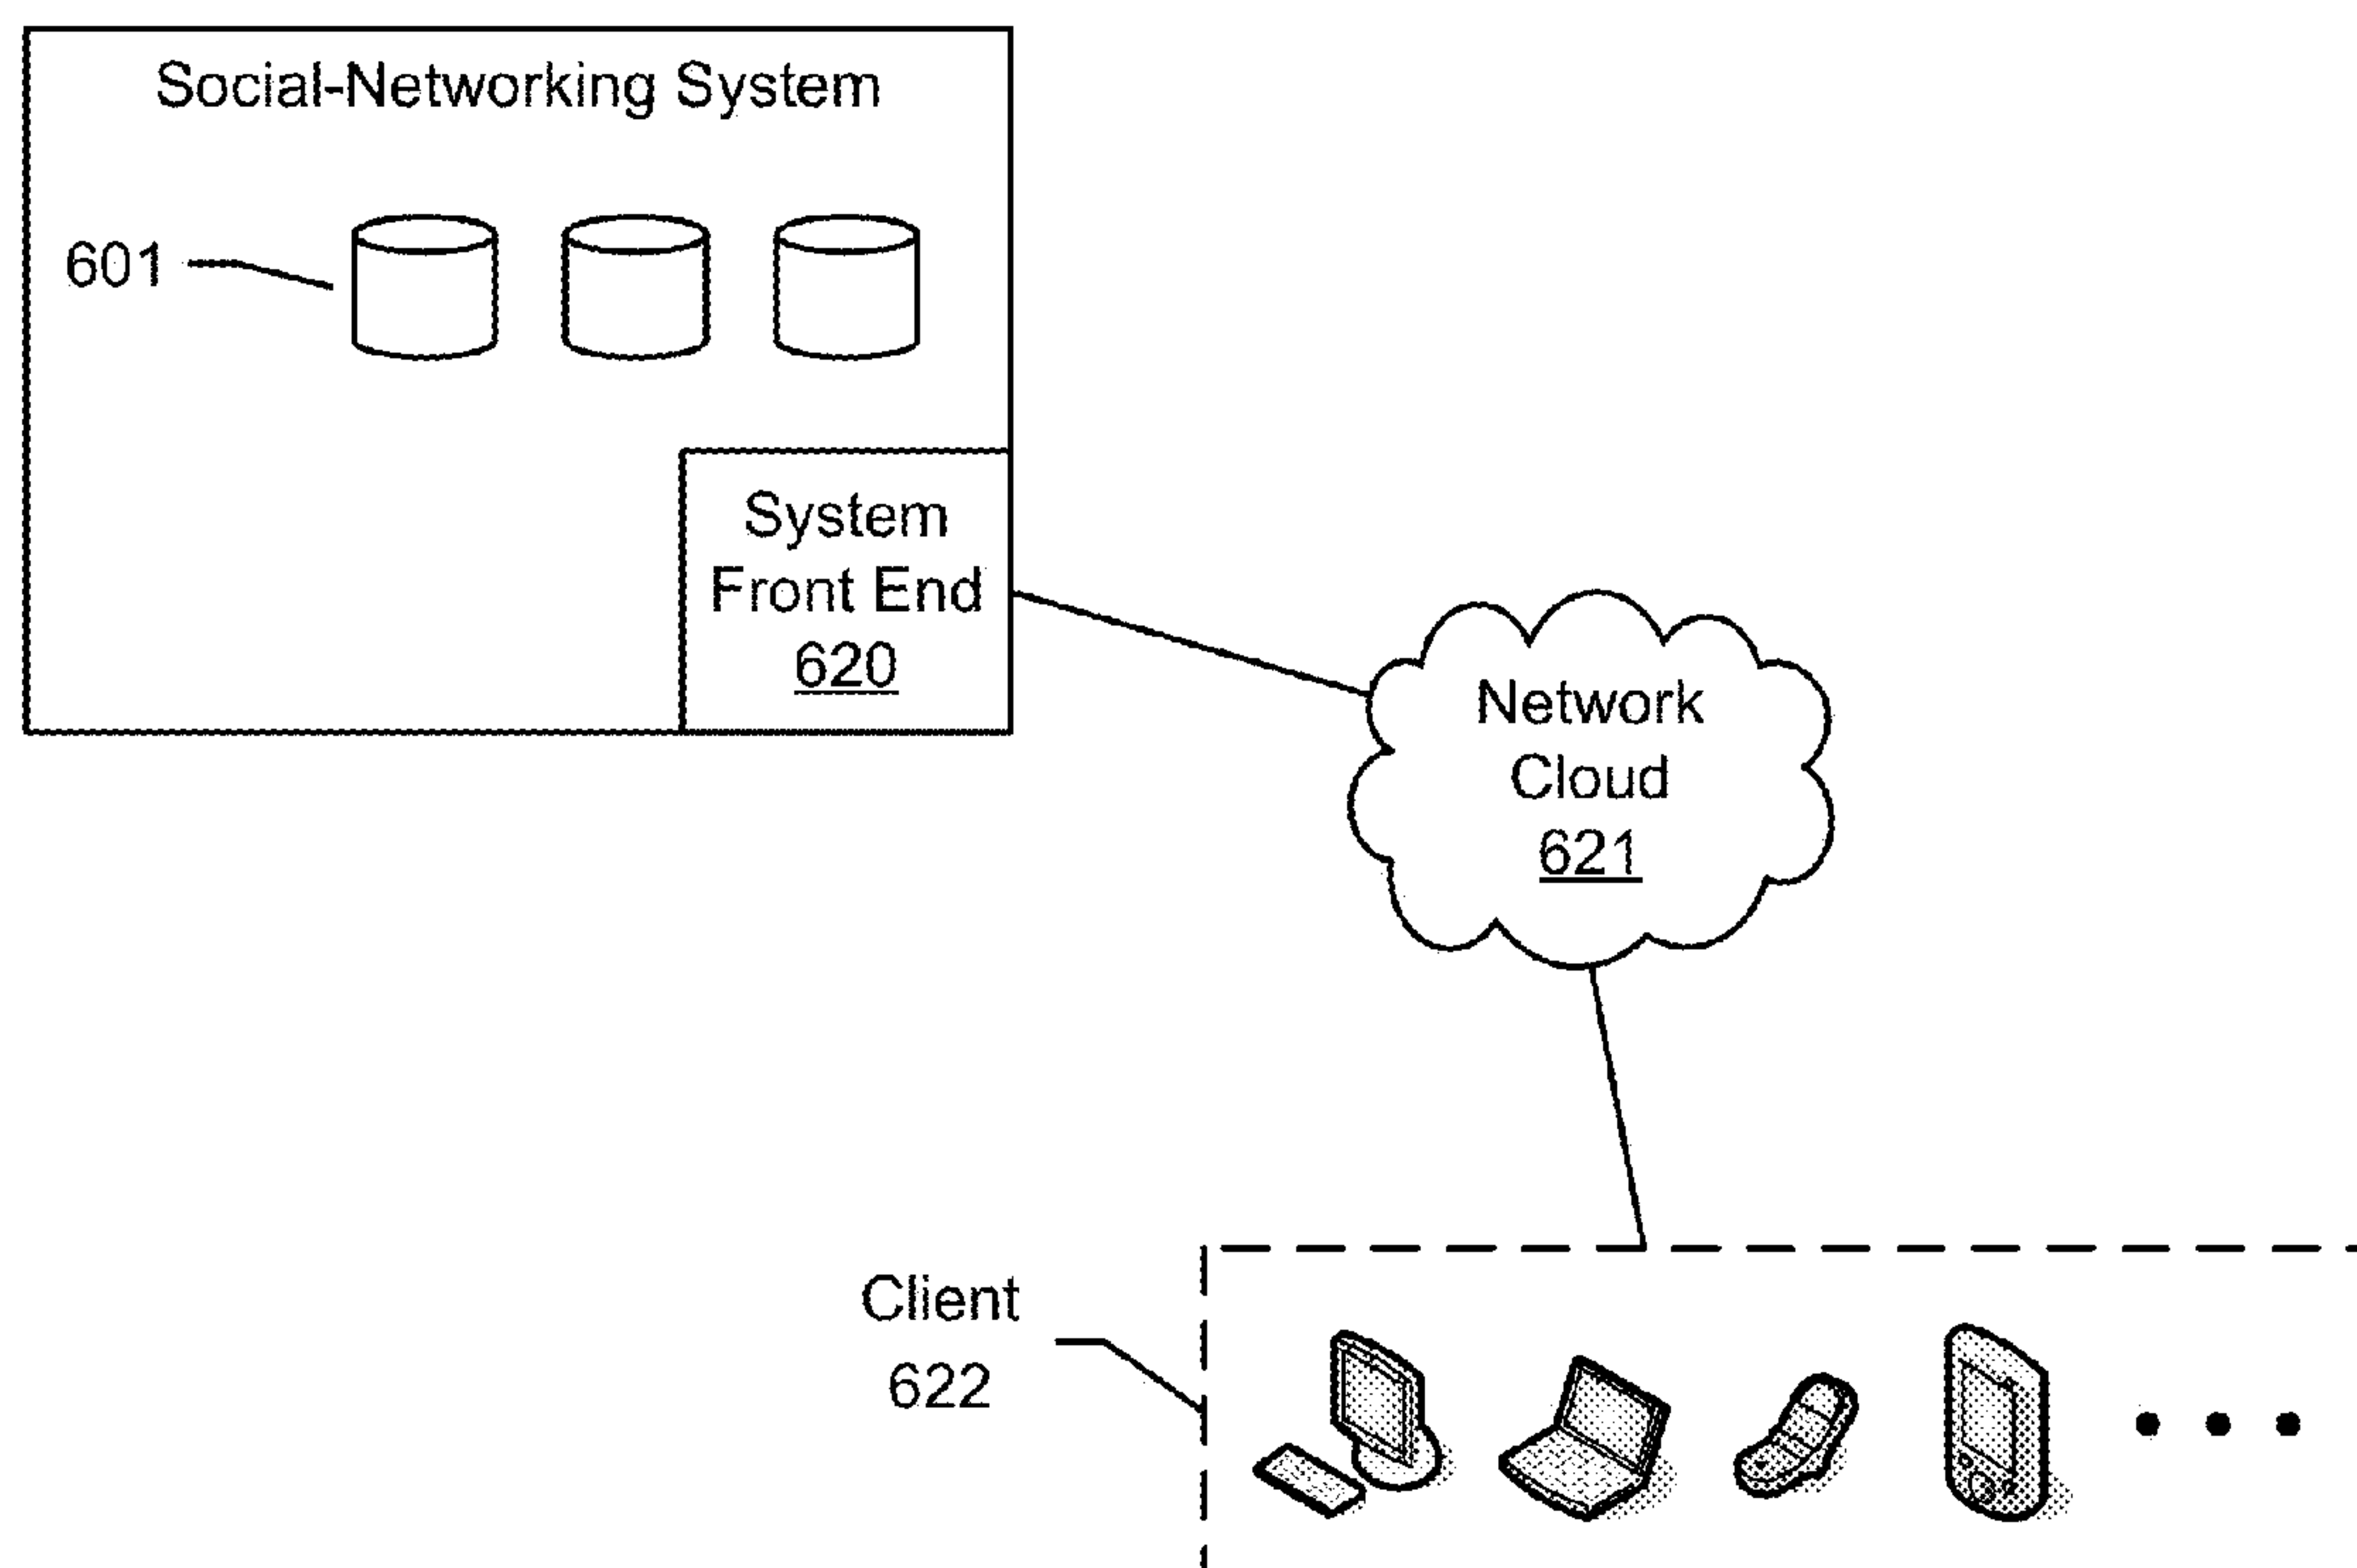 Social-Networking System
601
System
Front End
620
Network
Cloud
621
Client
622